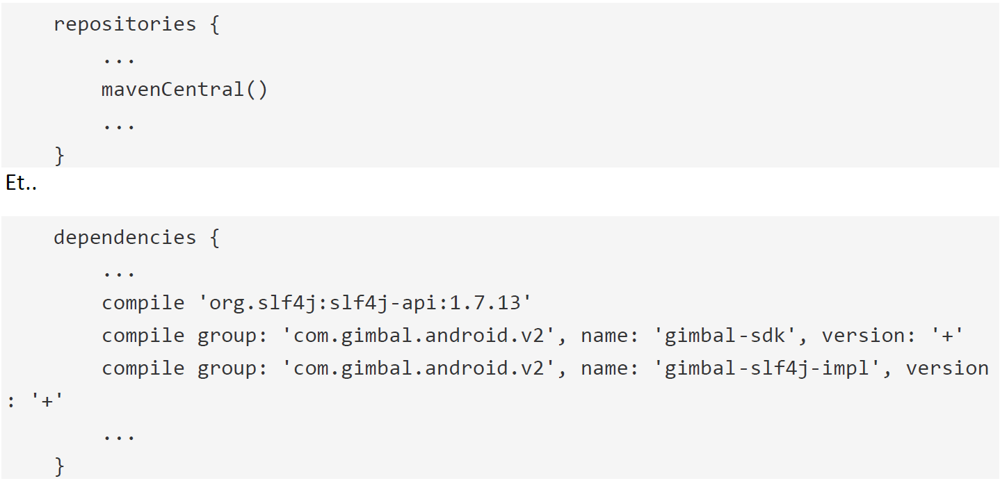 repositories {
...
mavenCentral()
...
}
Et..
dependencies {
...
compile 'org.slf4j:slf4j-api:1.7.13'
compile group: 'com.gimbal.android.v2', name: 'gimbal-sdk', version: '+'
compile group: 'com.gimbal.android.v2', name: 'gimbal-slf4j-impl', version
: '+'
...
}